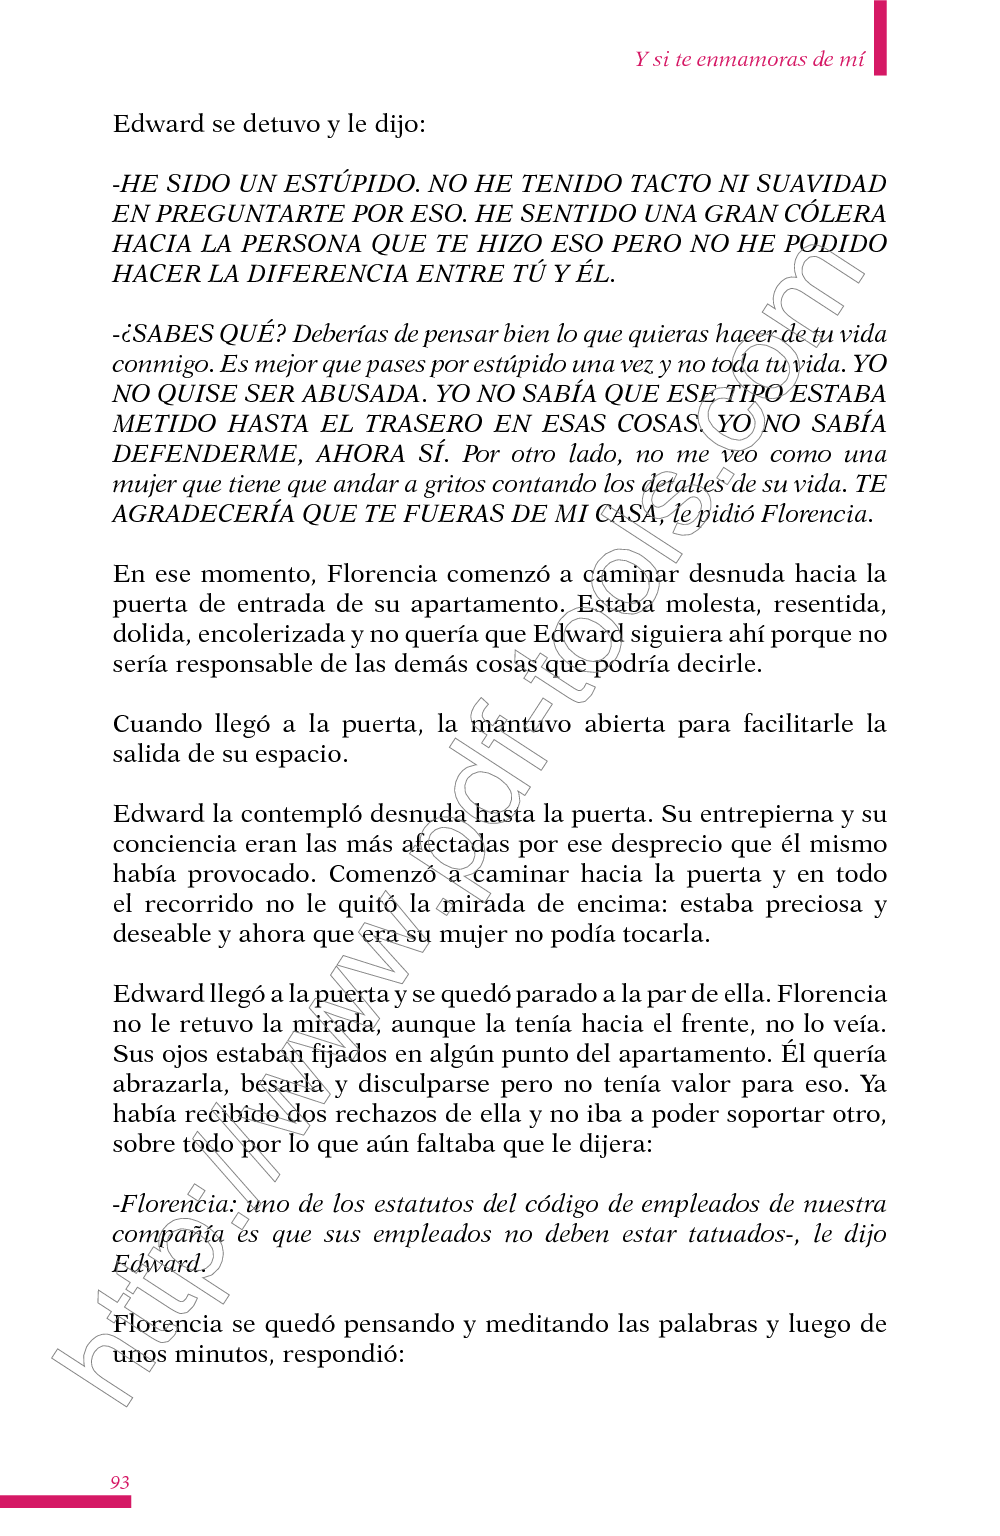 Y si te enmamoras de mí
Edward se detuvo y le dijo:
-HE SIDO UN ESTÚPIDO. NO HE TENIDO TACTO NI SUAVIDAD
EN PREGUNTARTE POR ESO. HE SENTIDO UNA GRAN CÓLERA
HACIA LA PERSONA QUE TE HIZO ESO PERO NO HE PODIDO
HACER LA DIFERENCIA ENTRE TÚ Y ÉL.
-¿SABES QUÉ? Deberías de pensar bien lo que quieras hacer de tu vida
conmigo. Es mejor que pases por estúpido una vez y no toda tu vida. YO
NO QUISE SER ABUSADA. YO NO SABÍA QUE ESE TIPO ESTABA
METIDO HASTA EL TRASERO EN ESAS COSAS. YO NO SABÍA
DEFENDERME, AHORA SÍ. Por otro lado, no me veo como una
mujer que tiene que andar a gritos contando los detalles de su vida. TE
AGRADECERÍA QUE TE FUERAS DE MI CASA, le pidió Florencia.
En ese momento, Florencia comenzó a caminar desnuda hacia la
puerta de entrada de su apartamento. Estaba molesta, resentida,
dolida, encolerizada y no quería que Edward siguiera ahí porque no
sería responsable de las demás cosas que podría decirle.
Cuando llegó a la puerta, la mantuvo abierta para facilitarle la
salida de su espacio.
Edward la contempló desnuda hasta la puerta. Su entrepierna y su
conciencia eran las más afectadas por ese desprecio que él mismo
había provocado. Comenzó a caminar hacia la puerta y en todo
el recorrido no le quitó la mirada de encima: estaba preciosa y
deseable y ahora que era su mujer no podía tocarla.
Edward llegó a la puerta y se quedó parado a la par de ella. Florencia
no le retuvo la mirada, aunque la tenía hacia el frente, no lo veía.
Sus ojos estaban fijados en algún punto del apartamento. Él quería
abrazarla, besarla y disculparse pero no tenía valor para eso. Ya
había recibido dos rechazos de ella y no iba a poder soportar otro,
sobre todo por lo que aún faltaba que le dijera:
-Florencia: uno de los estatutos del código de empleados de nuestra
compañía es que sus empleados no deben estar tatuados-, le dijo
Edward.
Florencia se quedó pensando y meditando las palabras y luego de
unos minutos, respondió:
93
http://www.pdf-tools.com